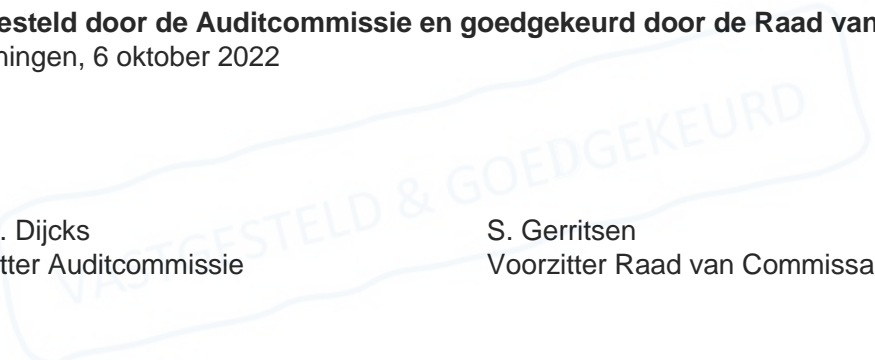 esteld door de Auditcommissie en goedgekeurd door de Raad van
ningen, 6 oktober 2022
VASTGESTELD & GOEDGEKEURD
. Dijcks
S. Gerritsen
tter Auditcommissie
Voorzitter Raad van Commissa